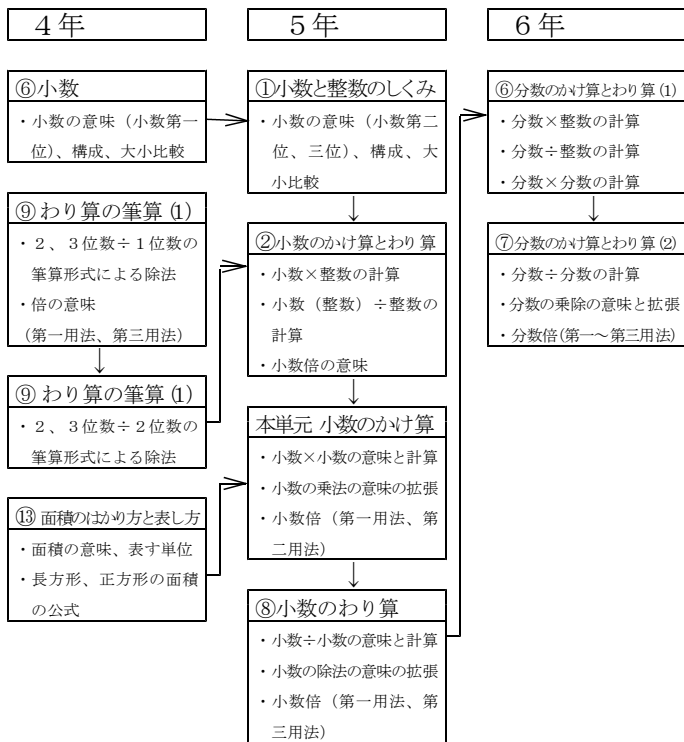 ４年
⑥小数
・小数の意味（小数第一
位）、構成、大小比較
⑨わり算の筆算(1)
・２、３位数÷１位数の
筆算形式による除法
・倍の意味
（第一用法、第三用法）
⑨わり算の筆算(1)
・２、３位数÷２位数の
筆算形式による除法
⑬面積のはかり方と表し方
・面積の意味、表す単位
・長方形、正方形の面積
の公式
５年
①小数と整数のしくみ
・小数の意味（小数第二
位、三位）、構成、大
小比較
②小数のかけ算とわり算
・小数×整数の計算
・小数（整数）÷整数の
計算
・小数倍の意味
本単元 小数のかけ算
・小数×小数の意味と計算
・小数の乗法の意味の拡張
・小数倍（第一用法、第
二用法）
⑧小数のわり算
・小数÷小数の意味と計算
・小数の除法の意味の拡張
・小数倍（第一用法、第
三用法）
６年
⑥分数のかけ算とわり算(1)
・分数×整数の計算
・分数÷整数の計算
・分数×分数の計算
⑦分数のかけ算とわり算(2)
・分数÷分数の計算
・分数の乗除の意味と拡張
・分数倍(第一～第三用法)